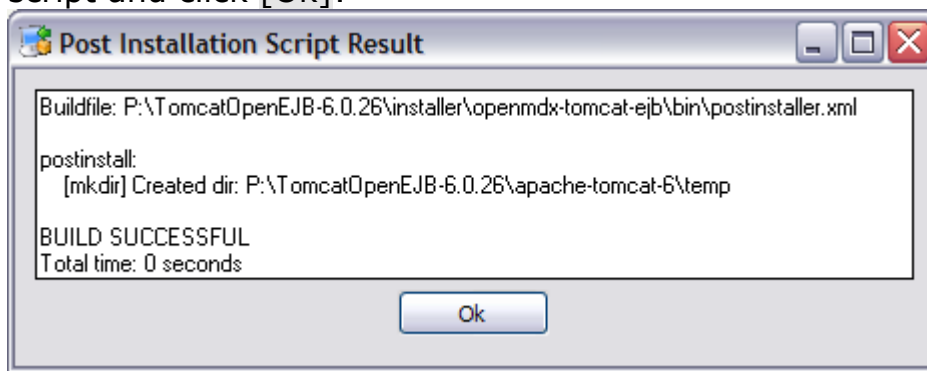 script and click [Ok].
Post Installation Script Result
Buildfile: P:\TomcatOpenEJB-6.0.26\installer\openmdx-tomcat-ejb\bin\postinstaller.xml
postinstall:
[mkdir] Created dir: P:\TomcatOpenEJB-6.0.26\apache-tomcat-6\temp
BUILD SUCCESSFUL
Total time: 0 seconds
Ok